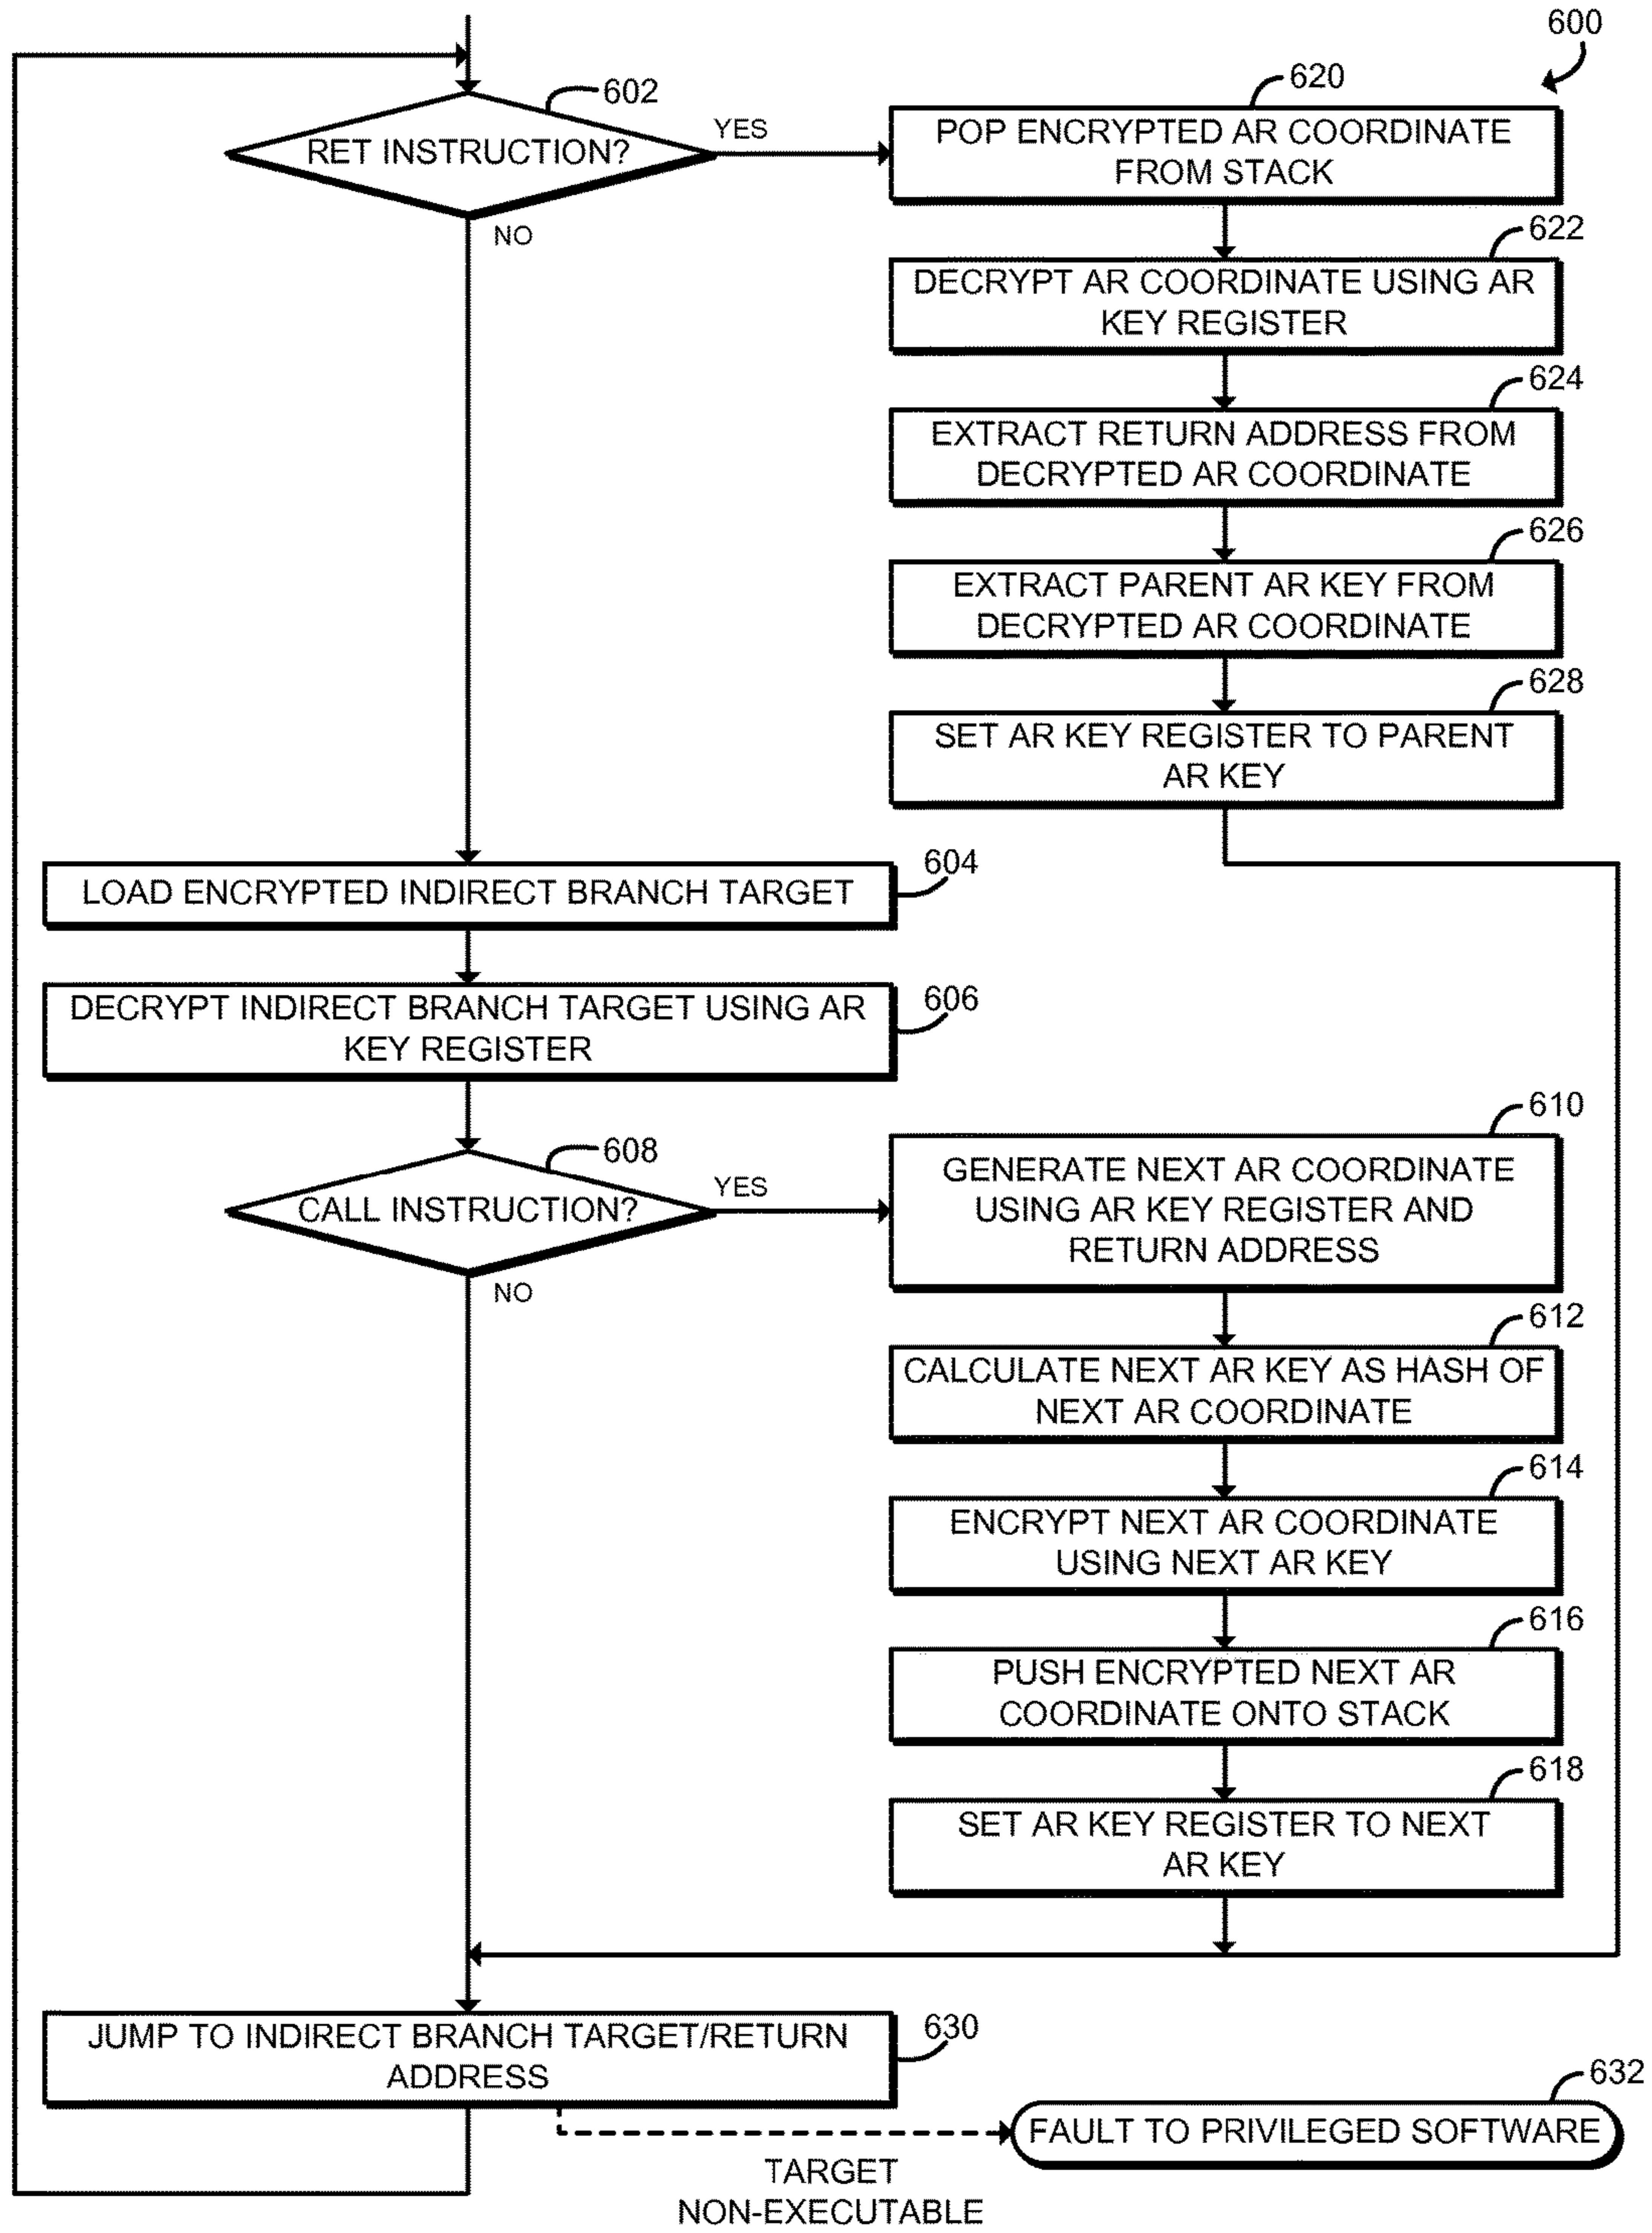 600
602
RET INSTRUCTION?
YES
NO
620
POP ENCRYPTED AR COORDINATE
FROM STACK
622
DECRYPT AR COORDINATE USING AR
KEY REGISTER
624
EXTRACT RETURN ADDRESS FROM
DECRYPTED AR COORDINATE
626
EXTRACT PARENT AR KEY FROM
DECRYPTED AR COORDINATE
628
SET AR KEY REGISTER TO PARENT
AR KEY
604
LOAD ENCRYPTED INDIRECT BRANCH TARGET
606
DECRYPT INDIRECT BRANCH TARGET USING AR
KEY REGISTER
608
CALL INSTRUCTION?
YES
NO
610
GENERATE NEXT AR COORDINATE
USING AR KEY REGISTER AND
RETURN ADDRESS
612
CALCULATE NEXT AR KEY AS HASH OF
NEXT AR COORDINATE
614
ENCRYPT NEXT AR COORDINATE
USING NEXT AR KEY
616
PUSH ENCRYPTED NEXT AR
COORDINATE ONTO STACK
618
SET AR KEY REGISTER TO NEXT
AR KEY
630
JUMP TO INDIRECT BRANCH TARGET/RETURN
ADDRESS
632
FAULT TO PRIVILEGED SOFTWARE
TARGET
NON-EXECUTABLE